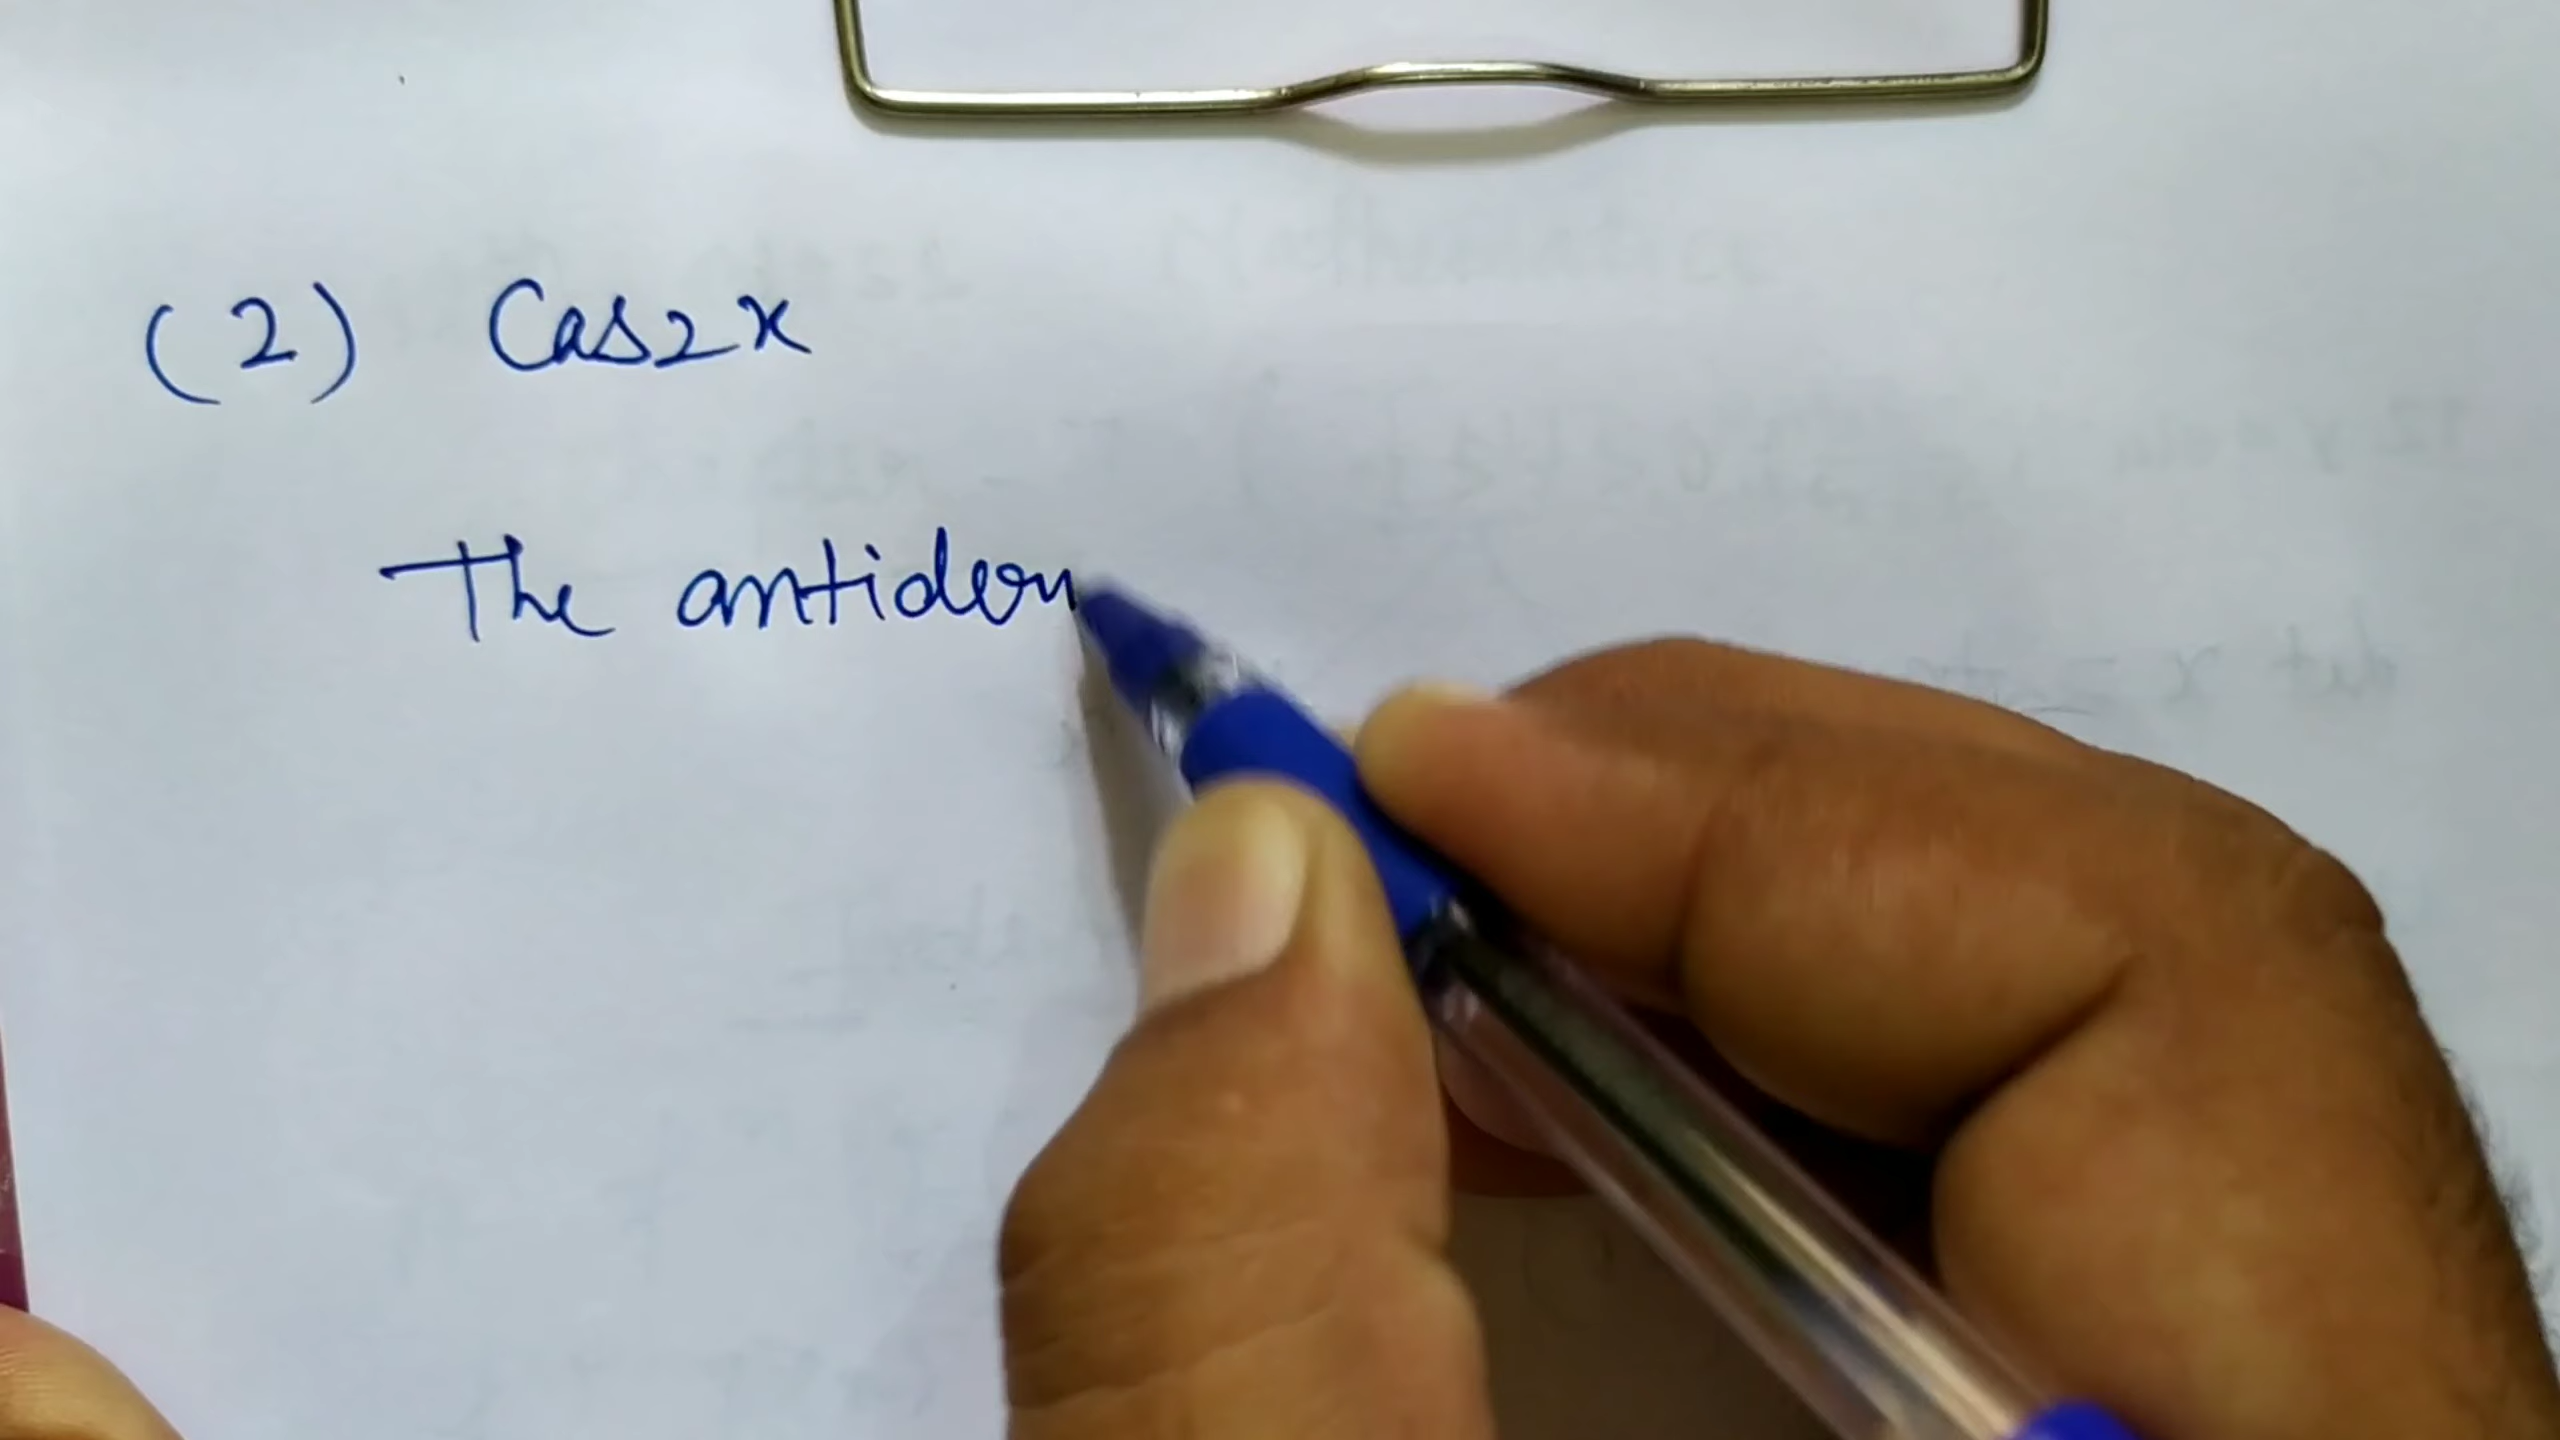 (2) Cos2x
The antideri